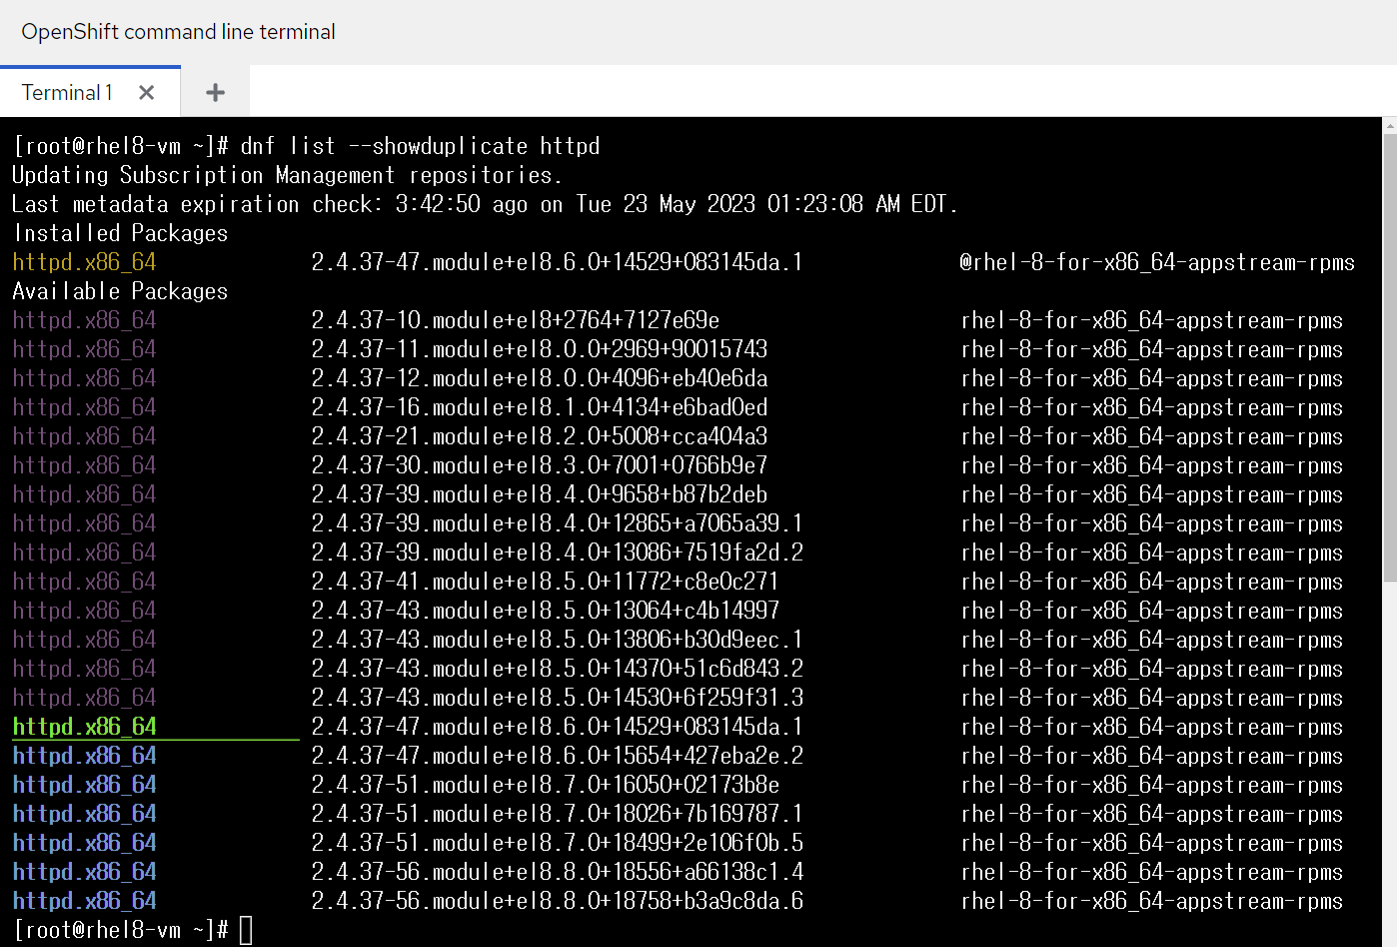 OpenShift command line terminal
Terminal 1
[root@rhel8-vm ~]# dnf list --showduplicate httpd
Updating Subscription Management repositories.
Last metadata expiration check: 3:42:50 ago on Tue 23 May 2023 01:23:08 AM EDT.
Installed Packages
httpd.x86_64 2.4.37-47.module+el8.6.0+14529+083145da.1 @rhel-8-for-x86_64-appstream-rpms
Available Packages
httpd.x86_64 2.4.37-10.module+el8+2764+7127e69e rhel-8-for-x86_64-appstream-rpms
httpd.x86_64 2.4.37-11.module+el8.0.0+2969+90015743 rhel-8-for-x86_64-appstream-rpms
httpd.x86_64 2.4.37-12.module+el8.0.0+4096+eb40e6da rhel-8-for-x86_64-appstream-rpms
httpd.x86_64 2.4.37-16.module+el8.1.0+4134+e6bad0ed rhel-8-for-x86_64-appstream-rpms
httpd.x86_64 2.4.37-21.module+el8.2.0+5008+cca404a3 rhel-8-for-x86_64-appstream-rpms
httpd.x86_64 2.4.37-30.module+el8.3.0+7001+0766b9e7 rhel-8-for-x86_64-appstream-rpms
httpd.x86_64 2.4.37-39.module+el8.4.0+9658+b87b2deb rhel-8-for-x86_64-appstream-rpms
httpd.x86_64 2.4.37-39.module+el8.4.0+12865+a7065a39.1 rhel-8-for-x86_64-appstream-rpms
httpd.x86_64 2.4.37-39.module+el8.4.0+13086+7519fa2d.2 rhel-8-for-x86_64-appstream-rpms
httpd.x86_64 2.4.37-41.module+el8.5.0+11772+c8e0c271 rhel-8-for-x86_64-appstream-rpms
httpd.x86_64 2.4.37-43.module+el8.5.0+13064+c4b14997 rhel-8-for-x86_64-appstream-rpms
httpd.x86_64 2.4.37-43.module+el8.5.0+13806+b30d9eec.1 rhel-8-for-x86_64-appstream-rpms
httpd.x86_64 2.4.37-43.module+el8.5.0+14370+51c6d843.2 rhel-8-for-x86_64-appstream-rpms
httpd.x86_64 2.4.37-43.module+el8.5.0+14530+6f259f31.3 rhel-8-for-x86_64-appstream-rpms
httpd.x86_64 2.4.37-47.module+el8.6.0+14529+083145da.1 rhel-8-for-x86_64-appstream-rpms
httpd.x86_64 2.4.37-47.module+el8.6.0+15654+427eba2e.2 rhel-8-for-x86_64-appstream-rpms
httpd.x86_64 2.4.37-51.module+el8.7.0+16050+02173b8e rhel-8-for-x86_64-appstream-rpms
httpd.x86_64 2.4.37-51.module+el8.7.0+18026+7b169787.1 rhel-8-for-x86_64-appstream-rpms
httpd.x86_64 2.4.37-51.module+el8.7.0+18499+2e106f0b.5 rhel-8-for-x86_64-appstream-rpms
httpd.x86_64 2.4.37-56.module+el8.8.0+18556+a66138c1.4 rhel-8-for-x86_64-appstream-rpms
httpd.x86_64 2.4.37-56.module+el8.8.0+18758+b3a9c8da.6 rhel-8-for-x86_64-appstream-rpms
[root@rhel8-vm ~]#